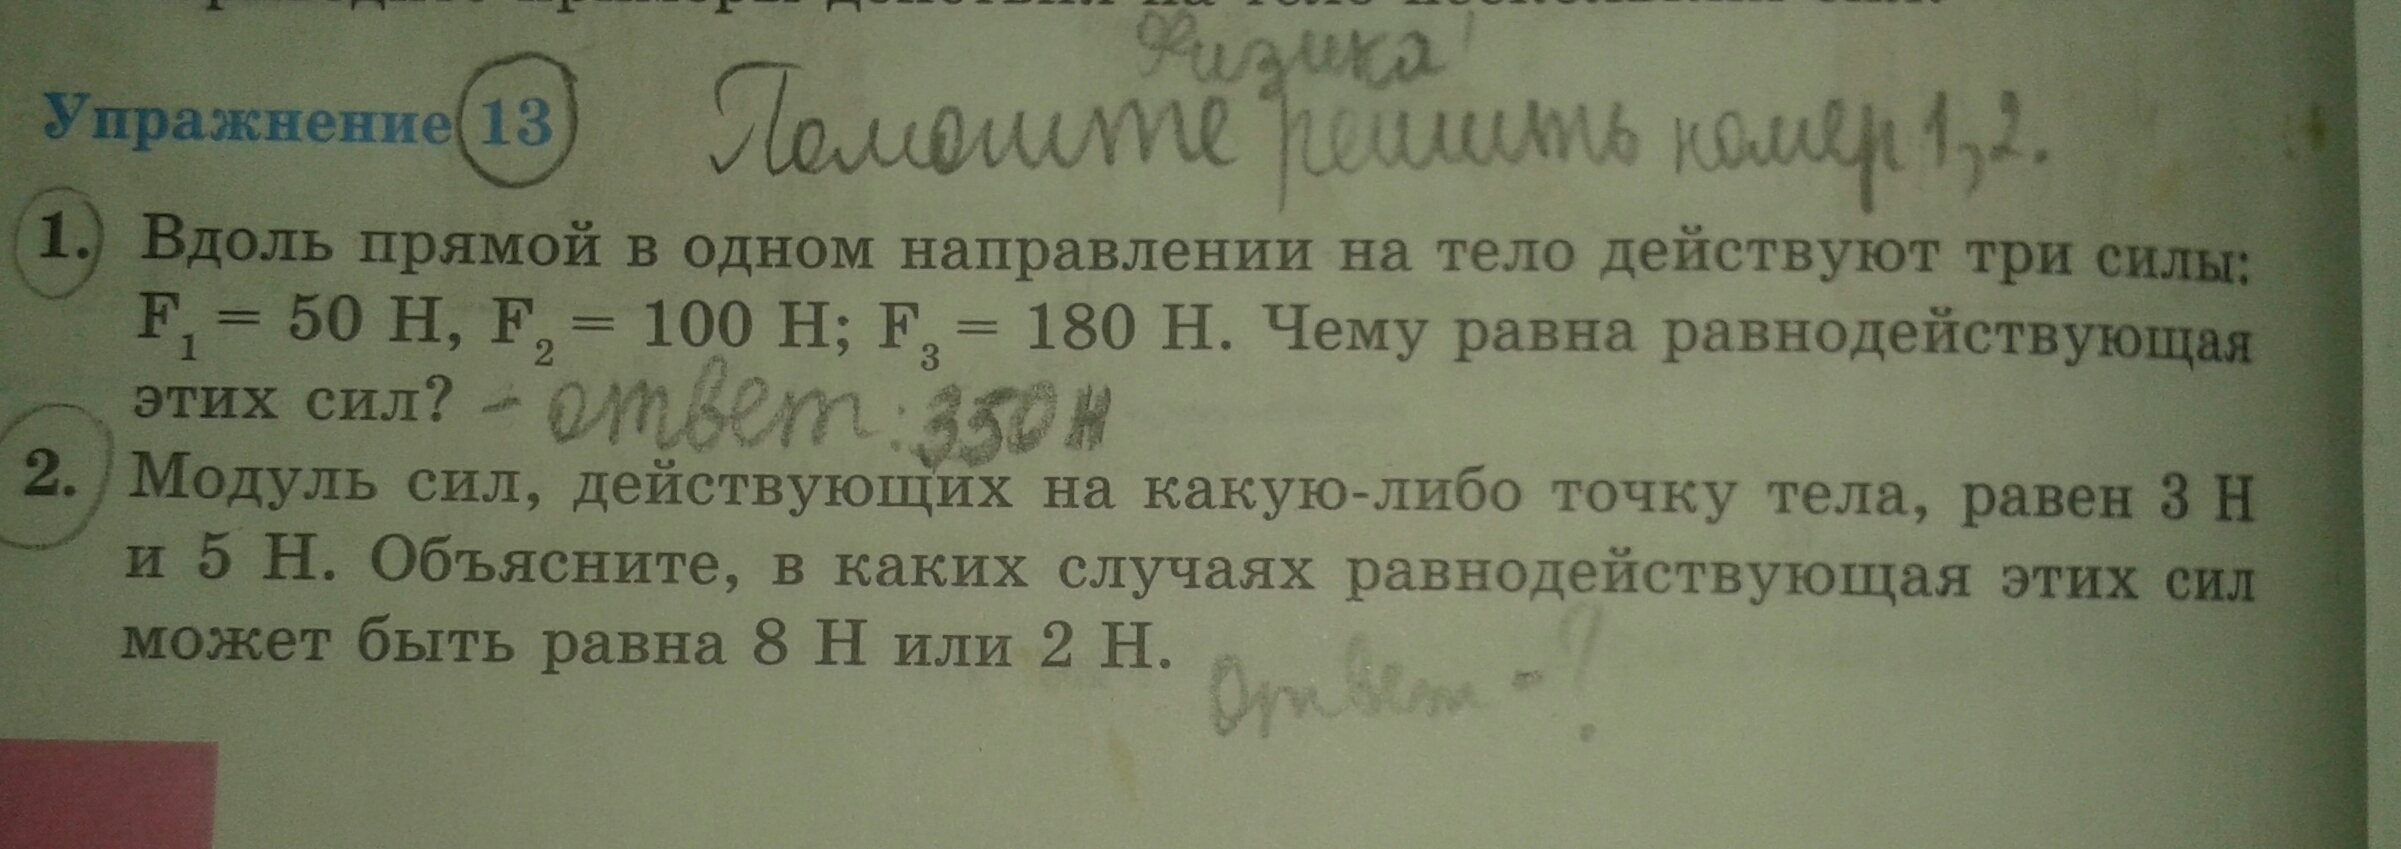 Физика!
Упражнение 13 Помоште решить номер 1,2.
1. Вдоль прямой в одном направлении на тело действуют три силы:
F₁ = 50 Н, F₂ = 100 Н; F₃ = 180 Н. Чему равна равнодействующая
этих сил? - ответ: 350 Н
2. Модуль сил, действующих на какую-либо точку тела, равен 3 Н
и 5 Н. Объясните, в каких случаях равнодействующая этих сил
может быть равна 8 Н или 2 Н.
Ответ - ?